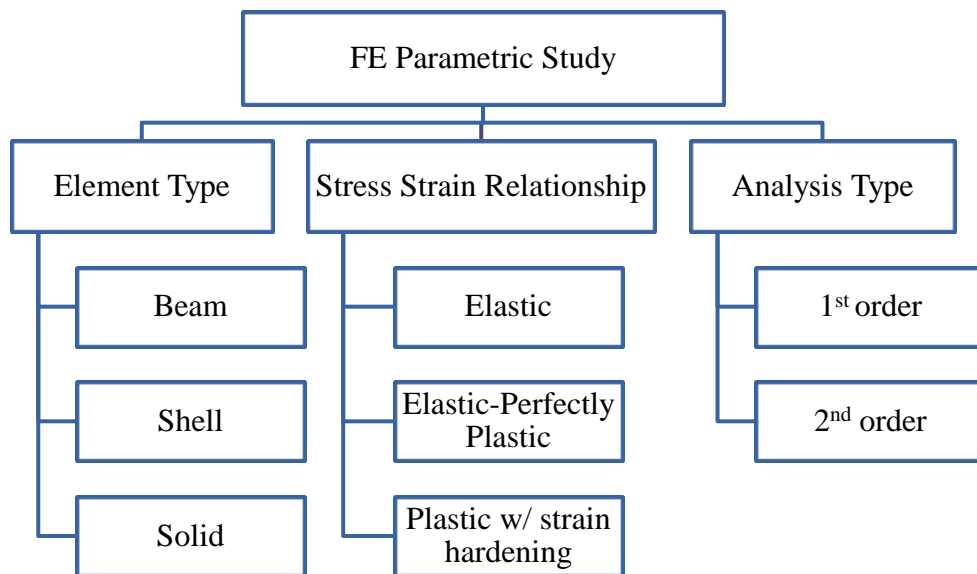 FE Parametric Study
Element Type
Stress Strain Relationship
Analysis Type
Beam
Elastic
1st order
Shell
Elastic-Perfectly
Plastic
2nd order
Solid
Plastic w/ strain
hardening